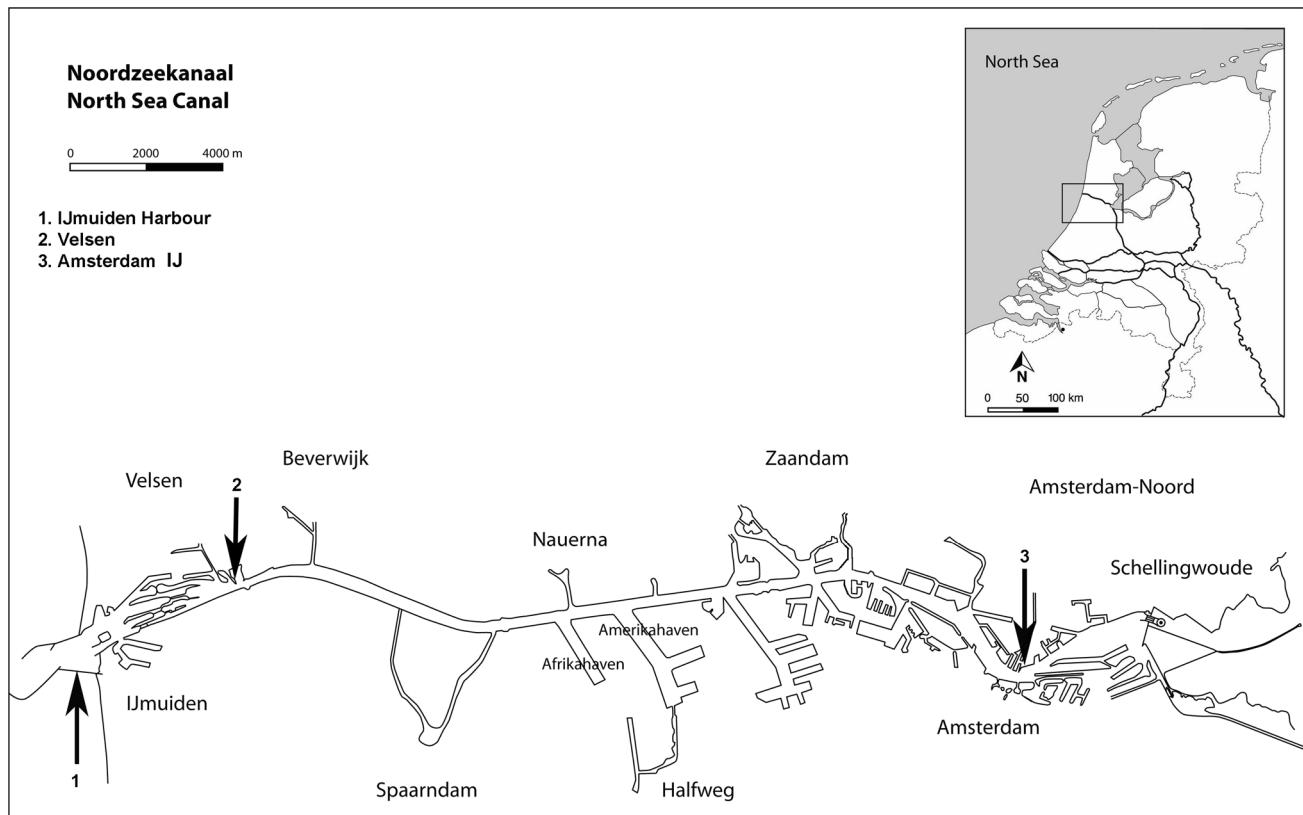 Noordzeekanaal
North Sea Canal
0 2000 4000 m
1. IJmuiden Harbour
2. Velsen
3. Amsterdam IJ
North Sea
N
0 50 100 km
Velsen
2
Beverwijk
Nauerna
Zaandam
Amsterdam-Noord
3
Schellingwoude
Amerikahaven
Afrikahaven
IJmuiden
1
Spaarndam
Halfweg
Amsterdam